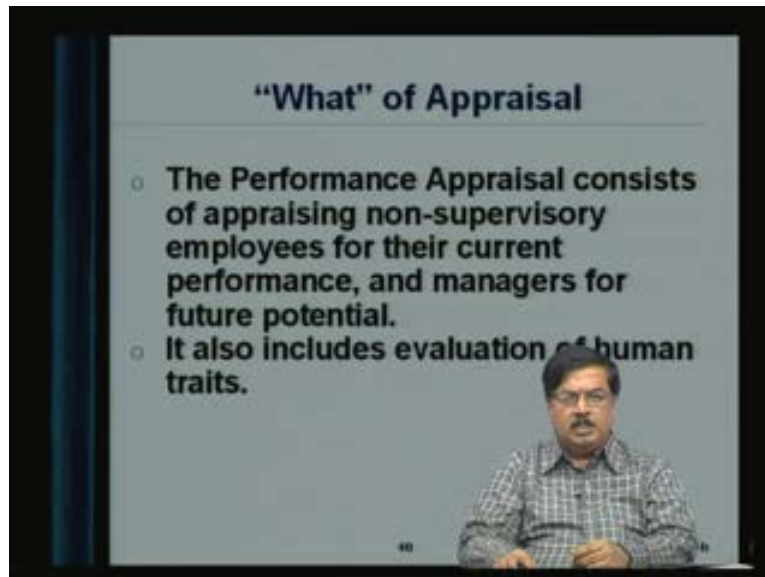 “What” of Appraisal
o The Performance Appraisal consists
of appraising non-supervisory
employees for their current
performance, and managers for
future potential.
o It also includes evaluation of human
traits.
40